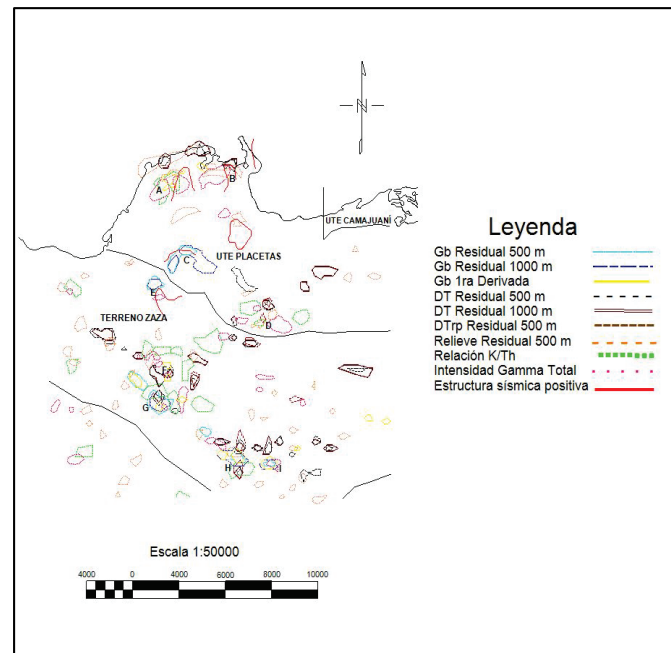 N
A
B
UTE CAMAJUANÍ
UTE PLACETAS
C
E
TERRENO ZAZA
D
F
G
H
I
Leyenda
Gb Residual 500 m
Gb Residual 1000 m
Gb 1ra Derivada
DT Residual 500 m
DT Residual 1000 m
DTrp Residual 500 m
Relieve Residual 500 m
Relación K/Th
Intensidad Gamma Total
Estructura sísmica positiva
Escala 1:50000
4000 0 4000 6000 8000 10000